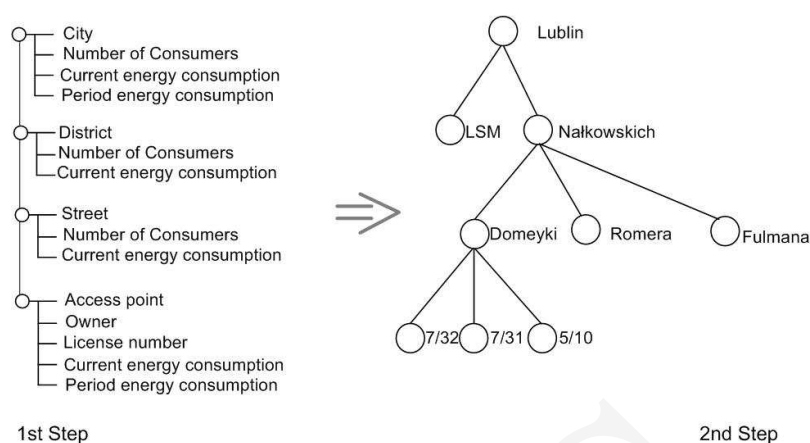 City
Number of Consumers
Current energy consumption
Period energy consumption
District
Number of Consumers
Current energy consumption
Street
Number of Consumers
Current energy consumption
Access point
Owner
License number
Current energy consumption
Period energy consumption
1st Step
Lublin
LSM
Nałkowskich
Domeyki
Romera
Fulmana
7/32
7/31
5/10
2nd Step